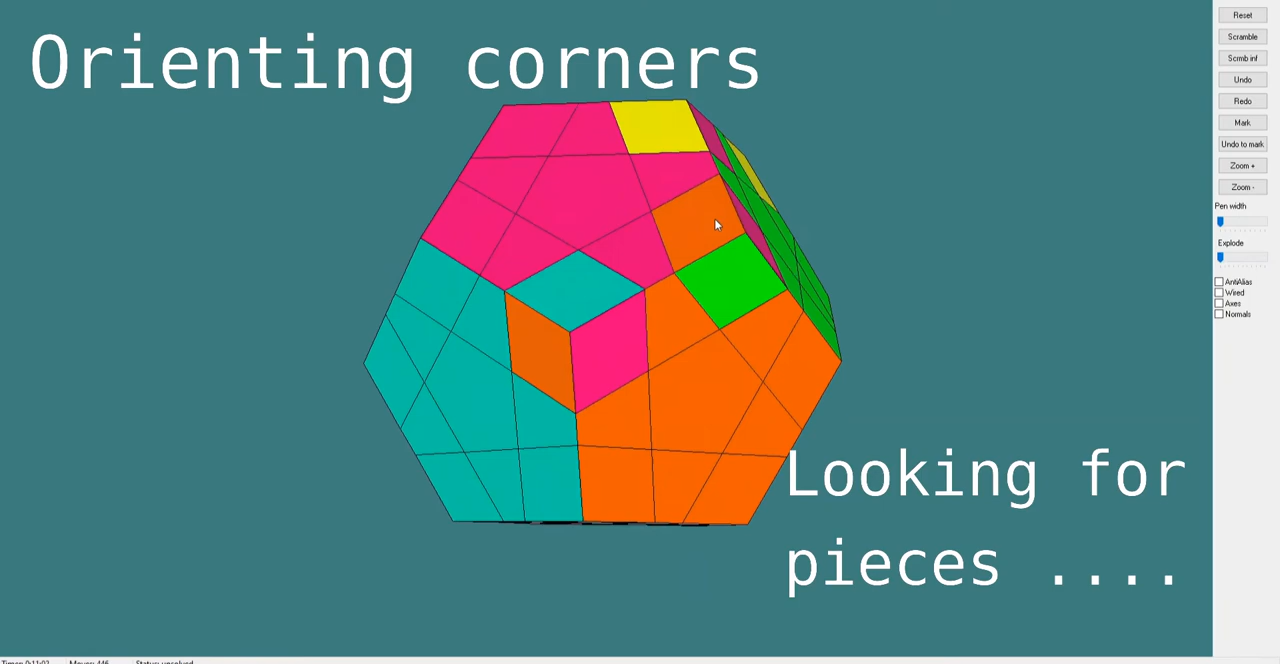 Orienting corners
Reset
Scramble
Scrmb inf
Undo
Redo
Mark
Undo to mark
Zoom +
Zoom -
Pen width
Explode
AntiAlias
Wired
Axes
Normals
Looking for
pieces ....